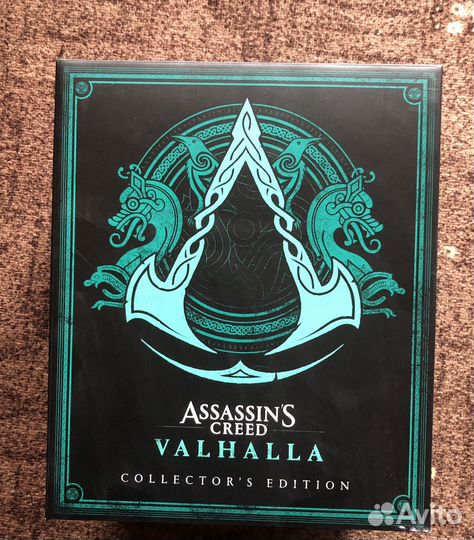 ASSASSIN'S
CREED
VALHALLA
COLLECTOR'S EDITION
Avito